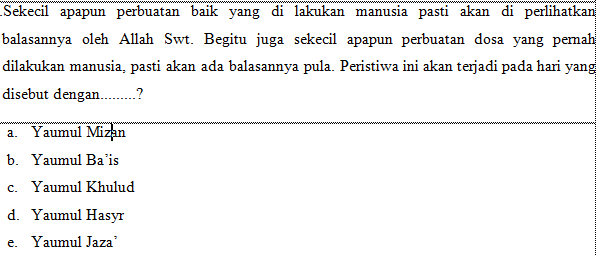 .Sekecil apapun perbuatan baik yang di lakukan manusia pasti akan di perlihatkan
balasannya oleh Allah Swt. Begitu juga sekecil apapun perbuatan dosa yang pernah
dilakukan manusia, pasti akan ada balasannya pula. Peristiwa ini akan terjadi pada hari yang
disebut dengan.........?
a. Yaumul Mizan
b. Yaumul Ba’is
c. Yaumul Khulud
d. Yaumul Hasyr
e. Yaumul Jaza’